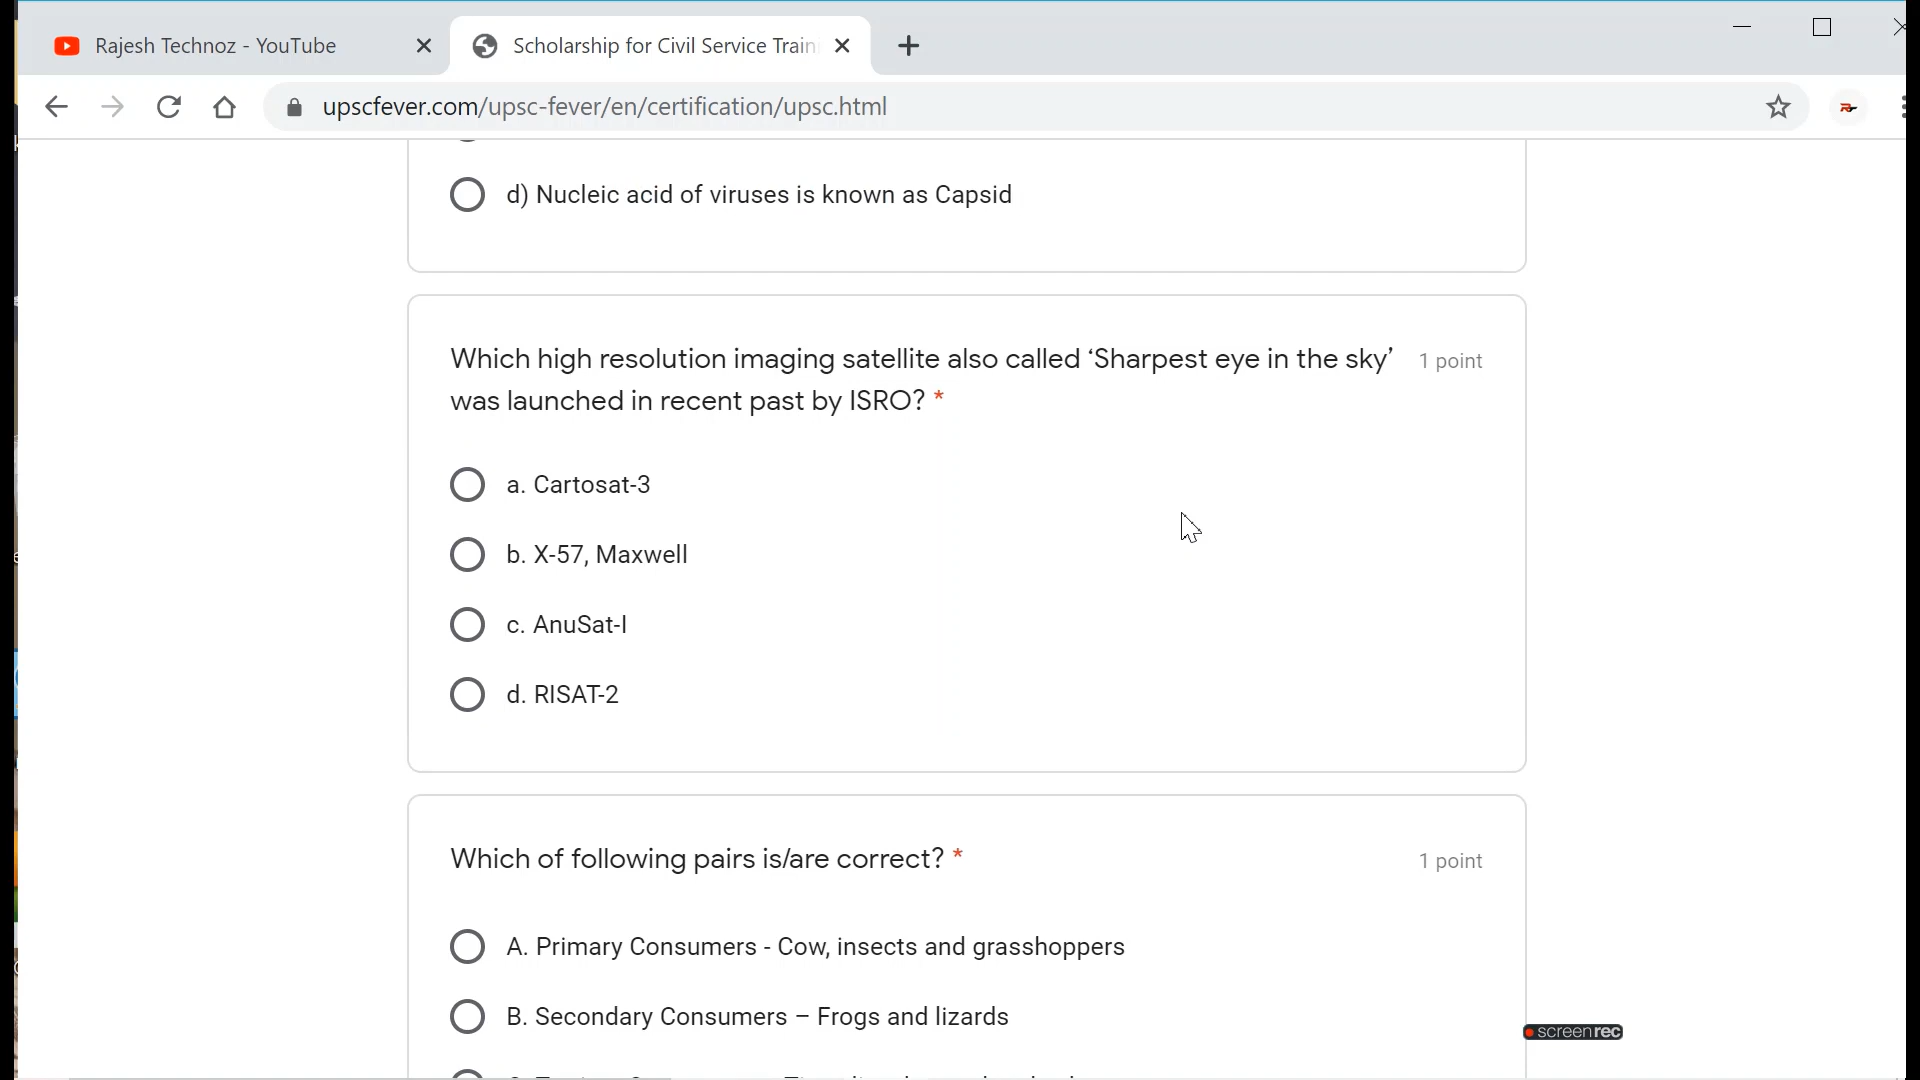 Rajesh Technoz - YouTube
Scholarship for Civil Service Train
upscfever.com/upsc-fever/en/certification/upsc.html
d) Nucleic acid of viruses is known as Capsid
Which high resolution imaging satellite also called ‘Sharpest eye in the sky’ 1 point
was launched in recent past by ISRO? *
a. Cartosat-3
b. X-57, Maxwell
c. AnuSat-I
d. RISAT-2
Which of following pairs is/are correct? * 1 point
A. Primary Consumers - Cow, insects and grasshoppers
B. Secondary Consumers – Frogs and lizards
screenrec